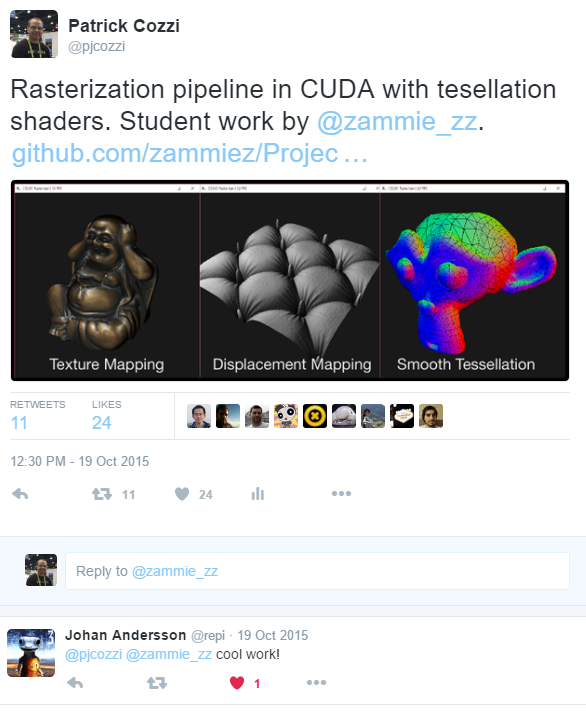 Patrick Cozzi
@pjcozzi
Rasterization pipeline in CUDA with tesellation
shaders. Student work by @zammie_zz.
github.com/zammiez/Projec …
Texture Mapping
Displacement Mapping
Smooth Tessellation
RETWEETS LIKES
11 24
12:30 PM - 19 Oct 2015
11 24
Reply to @zammie_zz
Johan Andersson @repi · 19 Oct 2015
@pjcozzi @zammie_zz cool work!
1